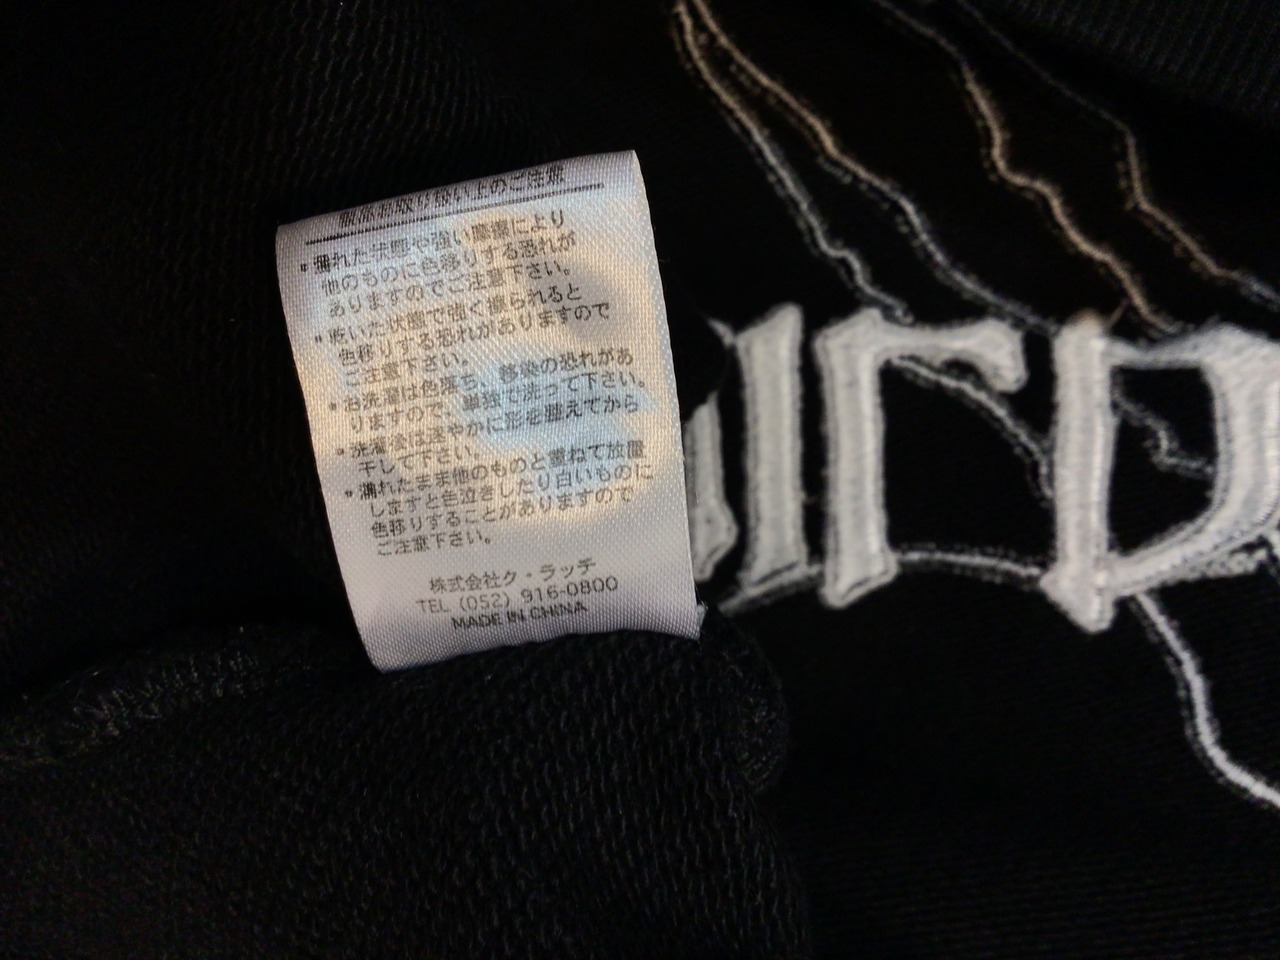 服飾お取り扱い上のご注意
• 濡れた状態や強い摩擦により
他のものに色移りする恐れが
ありますのでご注意下さい。
• 乾いた状態で強く擦られると
色移りする恐れがありますので
ご注意下さい。
• お洗濯は色落ち、移染の恐れがあ
りますので、単独で洗って下さい。
• 洗濯後は速やかに形を整えてから
干して下さい。
• 濡れたまま他のものと重ねて放置
しますと色泣きしたり白いものに
色移りすることがありますので
ご注意下さい。
株式会社ク・ラッチ
TEL (052) 916-0800
MADE IN CHINA